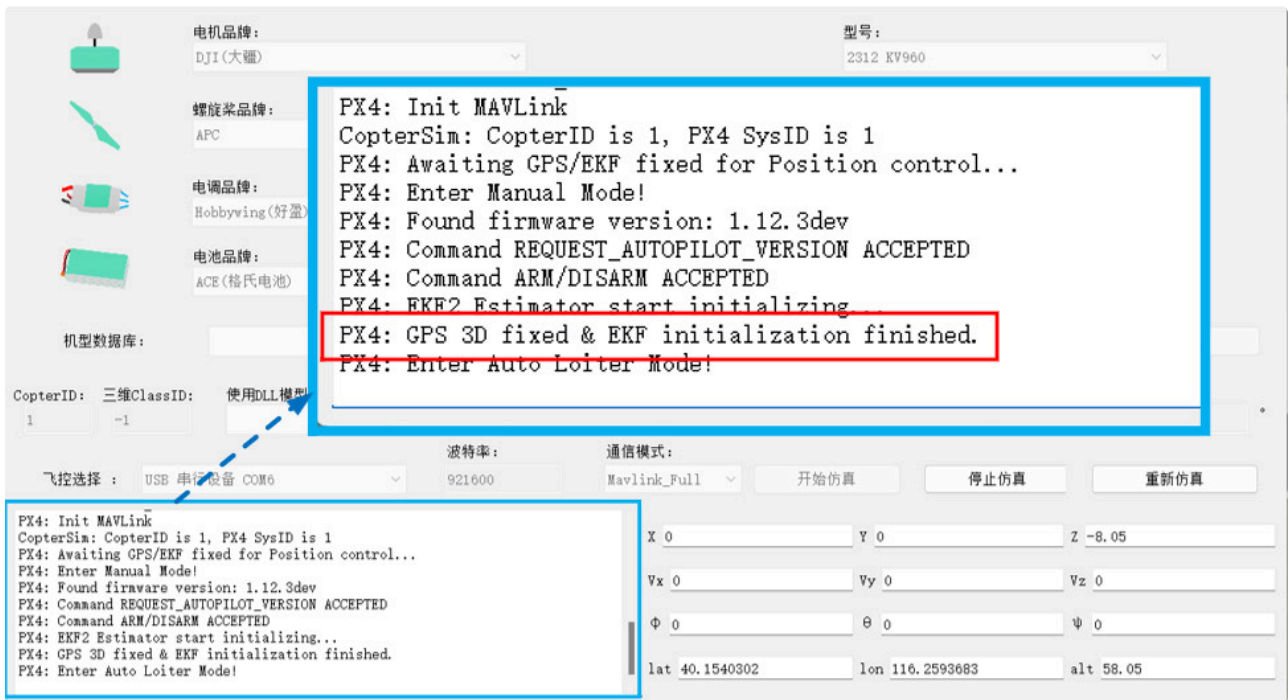 电机品牌：
型号：
DJI(大疆)
2312 KV960
螺旋桨品牌：
APC
电调品牌：
Hobbywing(好盈)
电池品牌：
ACE(格氏电池)
机型数据库：
PX4: Init MAVLink
CopterSim: CopterID is 1, PX4 SysID is 1
PX4: Awaiting GPS/EKF fixed for Position control...
PX4: Enter Manual Mode!
PX4: Found firmware version: 1.12.3dev
PX4: Command REQUEST_AUTOPILOT_VERSION ACCEPTED
PX4: Command ARM/DISARM ACCEPTED
PX4: EKF2 Estimator start initializing...
PX4: GPS 3D fixed & EKF initialization finished.
PX4: Enter Auto Loiter Mode!
CopterID： 三维ClassID： 使用DLL模型
1 -1 °
波特率： 通信模式：
飞控选择 ： USB 串行设备 COM6 921600 Mavlink_Full 开始仿真 停止仿真 重新仿真
PX4: Init MAVLink
CopterSim: CopterID is 1, PX4 SysID is 1
PX4: Awaiting GPS/EKF fixed for Position control...
PX4: Enter Manual Mode!
PX4: Found firmware version: 1.12.3dev
PX4: Command REQUEST_AUTOPILOT_VERSION ACCEPTED
PX4: Command ARM/DISARM ACCEPTED
PX4: EKF2 Estimator start initializing...
PX4: GPS 3D fixed & EKF initialization finished.
PX4: Enter Auto Loiter Mode!
X 0 Y 0 Z -8.05
Vx 0 Vy 0 Vz 0
Φ 0 θ 0 ψ 0
lat 40.1540302 lon 116.2593683 alt 58.05